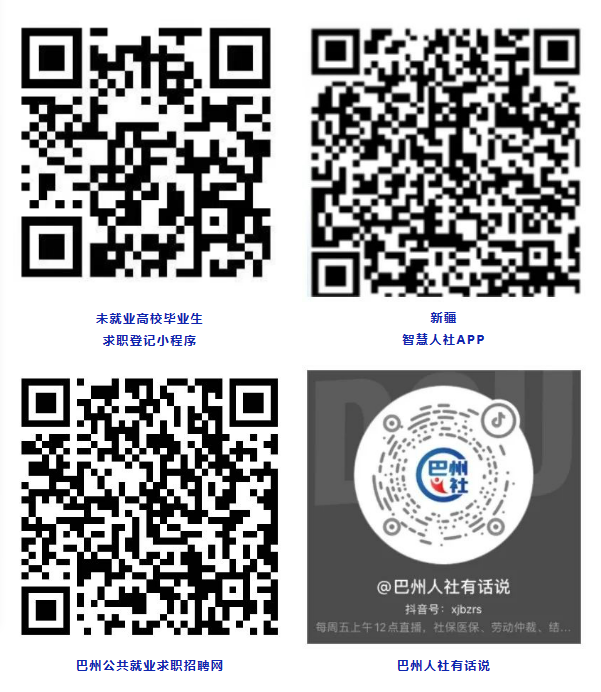 未就业高校毕业生
求职登记小程序
新疆
智慧人社APP
巴州公共就业求职招聘网
巴州
社
@巴州人社有话说
抖音号：xjbzrs
每周五上午12点直播，社保医保、劳动仲裁、结...
巴州人社有话说